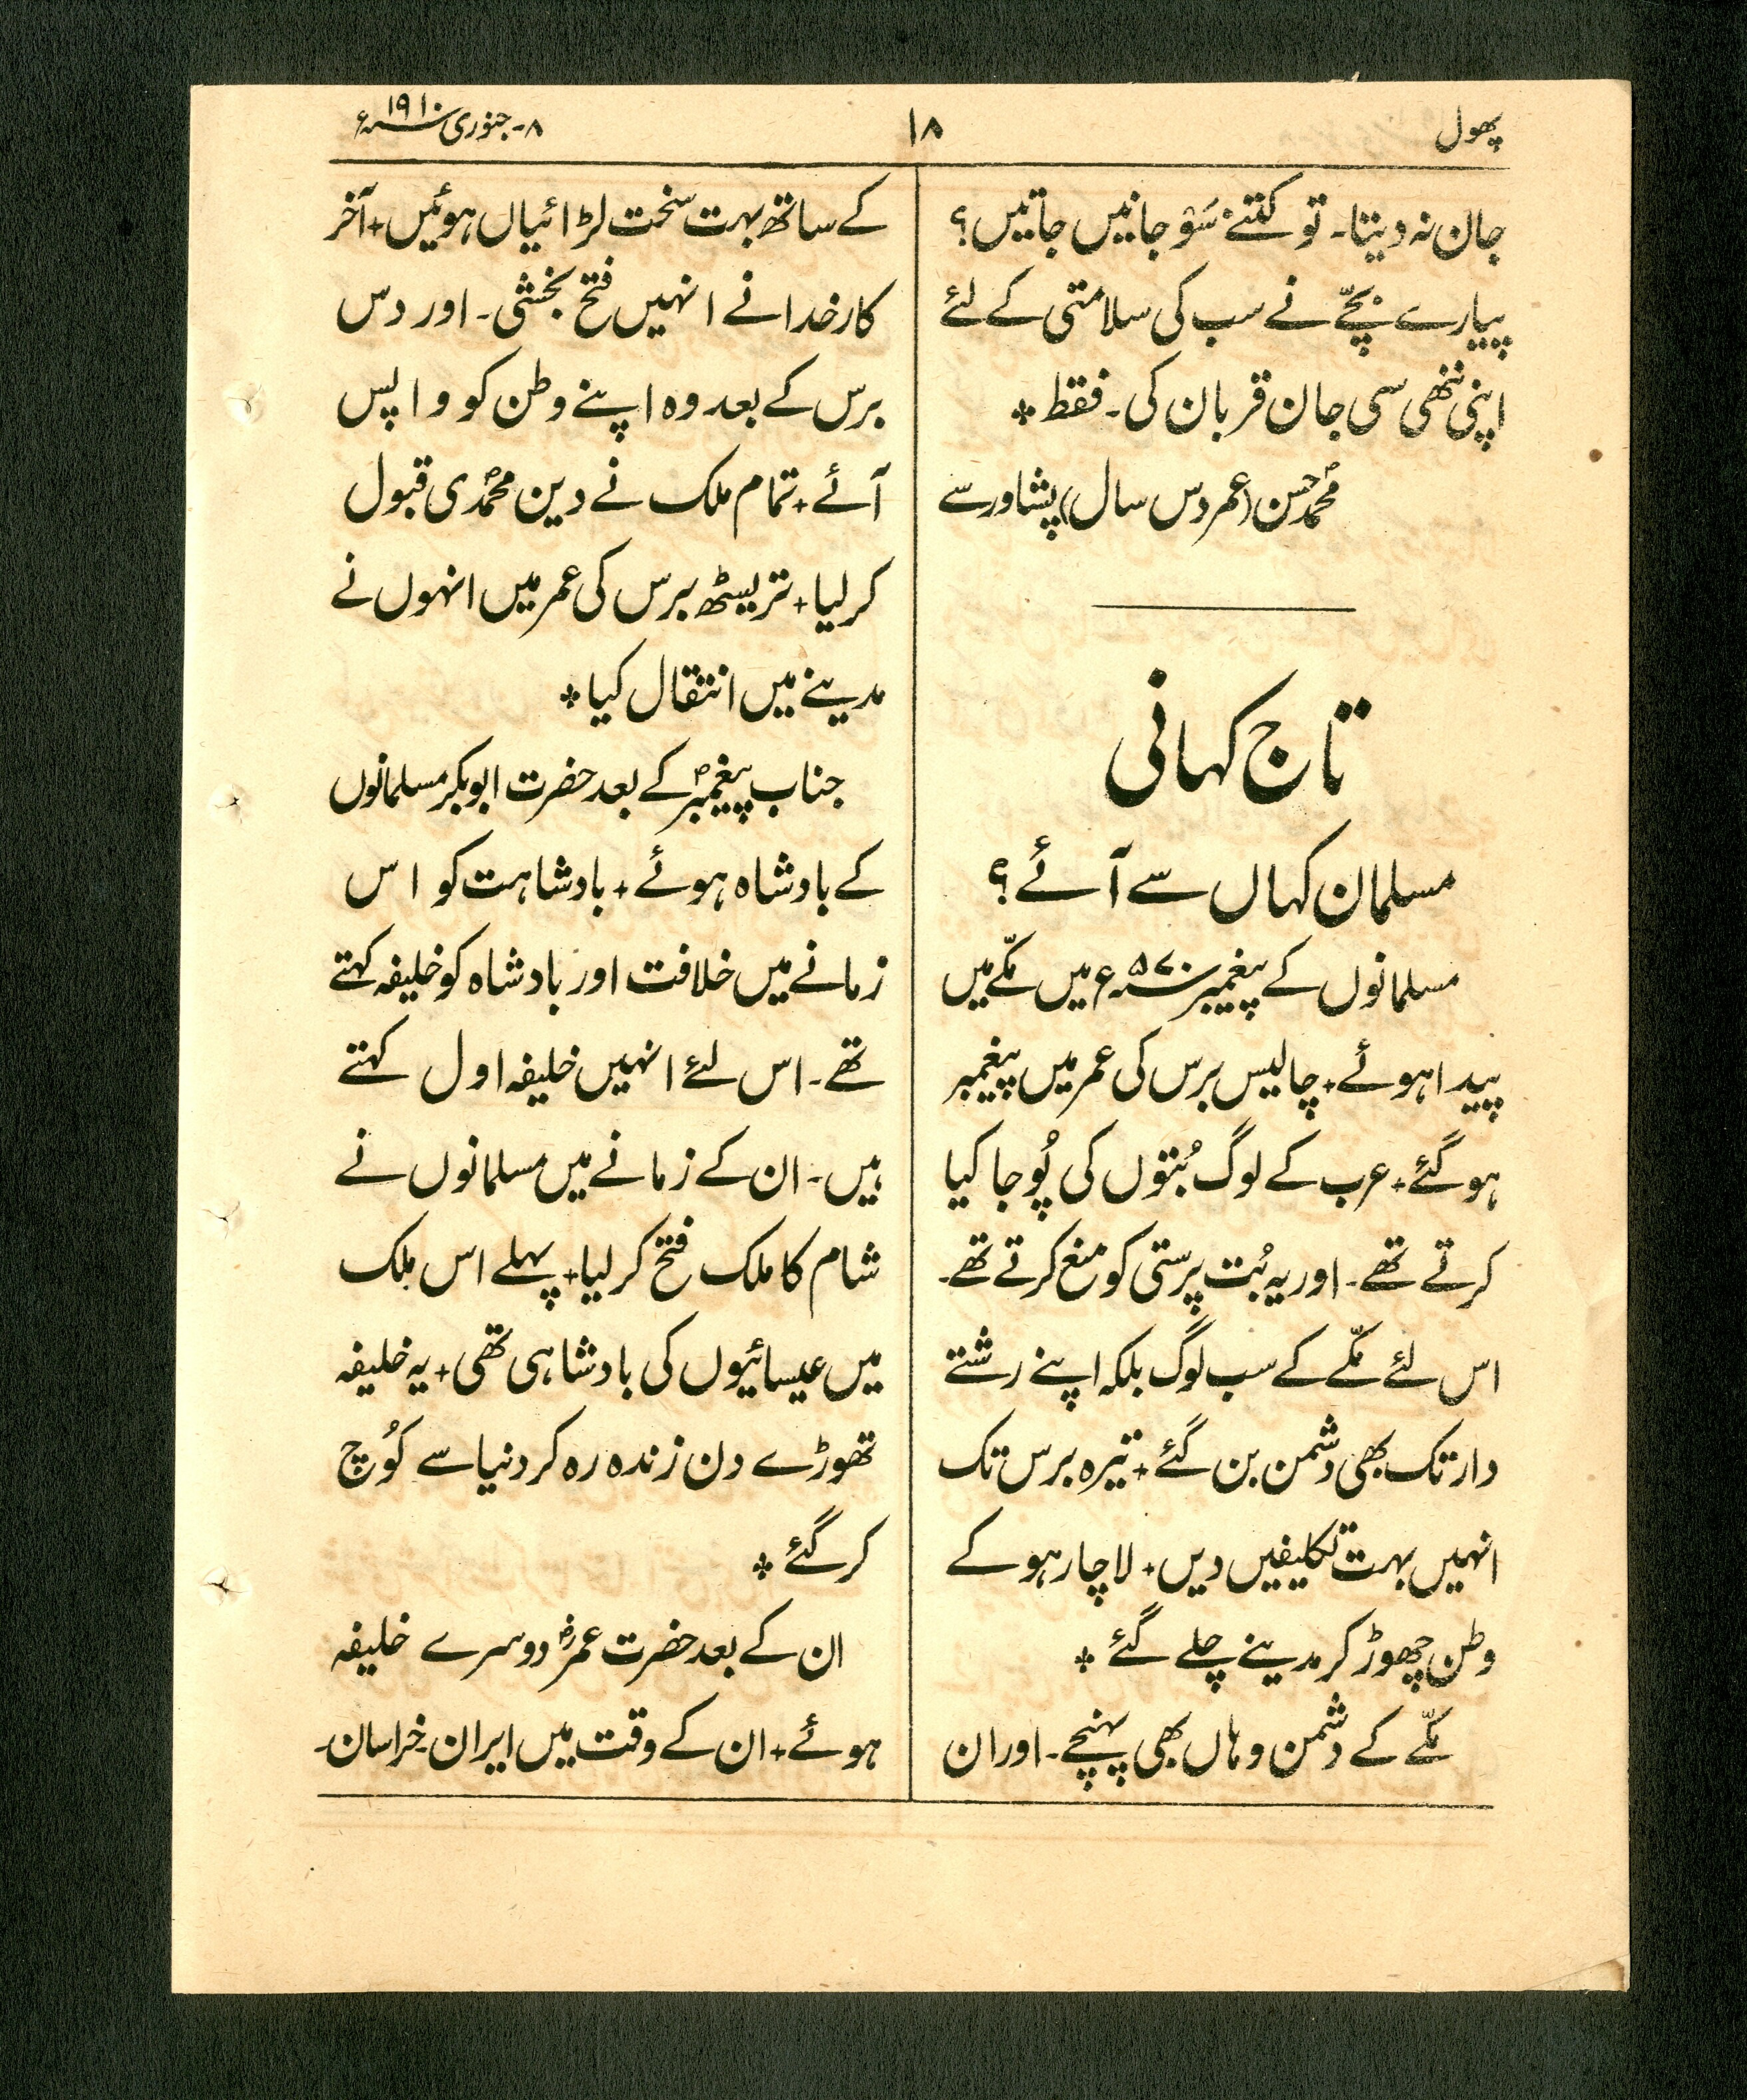 پھول
۱۸
۸-جنوری ۱۹۱۰ء
جان نہ دیتا۔ تو کتنے سَوْ جانیں جاتیں؟
پیارے بچّے نے سب کی سلامتی کے لئے
اپنی ننھی سی جان قربان کی۔ فقط ٭
محمدؐ حسن (عمر دس سال) پشاور سے
تاج کہانی
مسلمان کہاں سے آئے؟
مسلمانوں کے پیغمبر ۵۷۰ء میں مکّے میں
پیدا ہوئے + چالیس برس کی عمر میں پیغمبر
ہو گئے + عرب کے لوگ بُتوں کی پُوجا کیا
کرتے تھے۔ اور یہ بُت پرستی کو منع کرتے تھے۔
اس لئے مکّے کے سب لوگ بلکہ اپنے رشتے
دار تک بھی دشمن بن گئے + تیرہ برس تک
انہیں بہت تکلیفیں دیں + لاچار ہو کے
وطن چھوڑ کر مدینے چلے گئے ٭
مکّے کے دشمن وہاں بھی پہنچے۔ اور ان
کے ساتھ بہت سخت لڑائیاں ہوئیں + آخر
کار خدا نے انہیں فتح بخشی۔ اور دس
برس کے بعد وہ اپنے وطن کو واپس
آئے + تمام ملک نے دین محمدؐی قبول
کر لیا + تریسٹھ برس کی عمر میں انہوں نے
مدینے میں انتقال کیا ٭
جناب پیغمبرؐ کے بعد حضرت ابوبکر مسلمانوں
کے بادشاہ ہوئے + بادشاہت کو اس
زمانے میں خلافت اور بادشاہ کو خلیفہ کہتے
تھے۔ اس لئے انہیں خلیفہ اول کہتے
ہیں۔ ان کے زمانے میں مسلمانوں نے
شام کا ملک فتح کر لیا + پہلے اس ملک
میں عیسائیوں کی بادشاہی تھی + یہ خلیفہ
تھوڑے دن زندہ رہ کر دنیا سے کُوچ
کر گئے ٭
ان کے بعد حضرت عمرؓ دوسرے خلیفہ
ہوئے + ان کے وقت میں ایران۔ خراسان۔